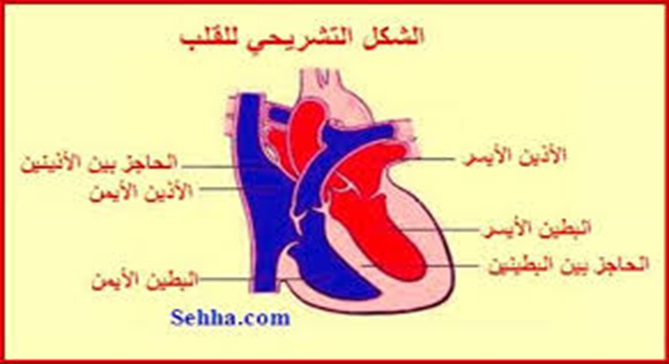 الشكل التشريحي للقلب
الحاجز بين الأذينين
الأذين الأيمن
البطين الأيمن
الأذين الأيسر
البطين الأيسر
الحاجز بين البطينين
Sehha.com